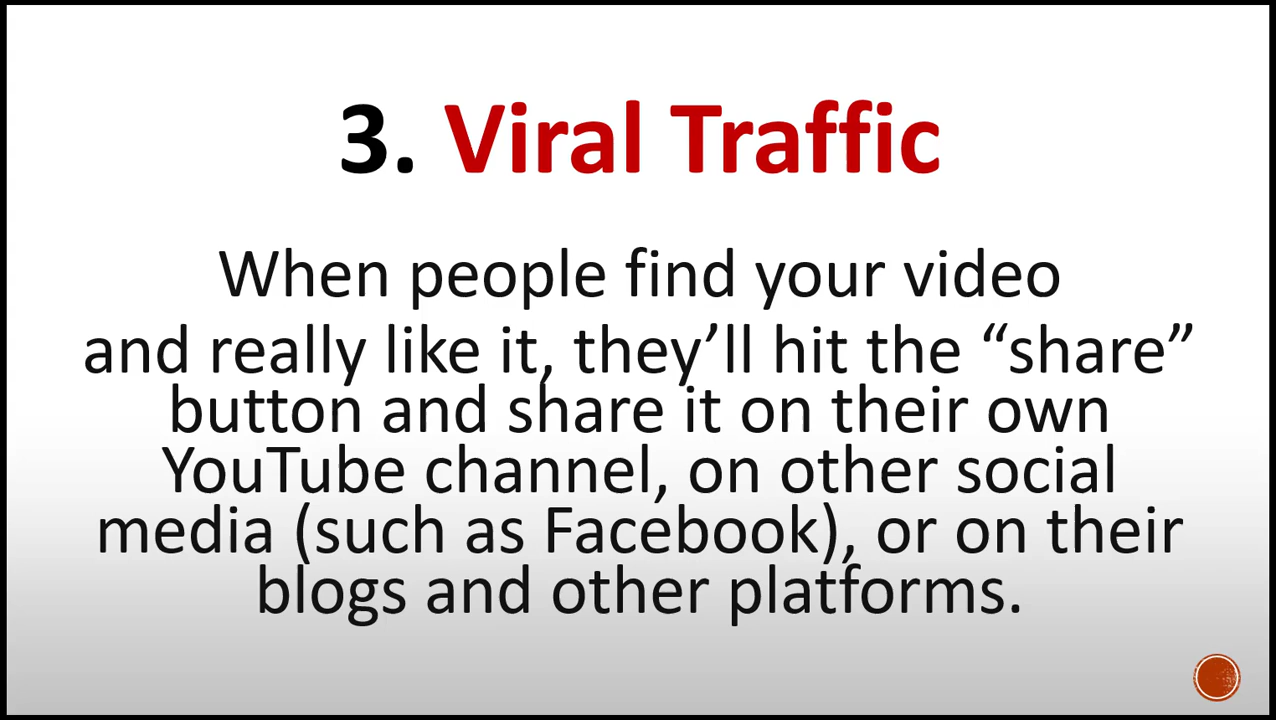 3. Viral Traffic
When people find your video
and really like it, they’ll hit the “share”
button and share it on their own
YouTube channel, on other social
media (such as Facebook), or on their
blogs and other platforms.